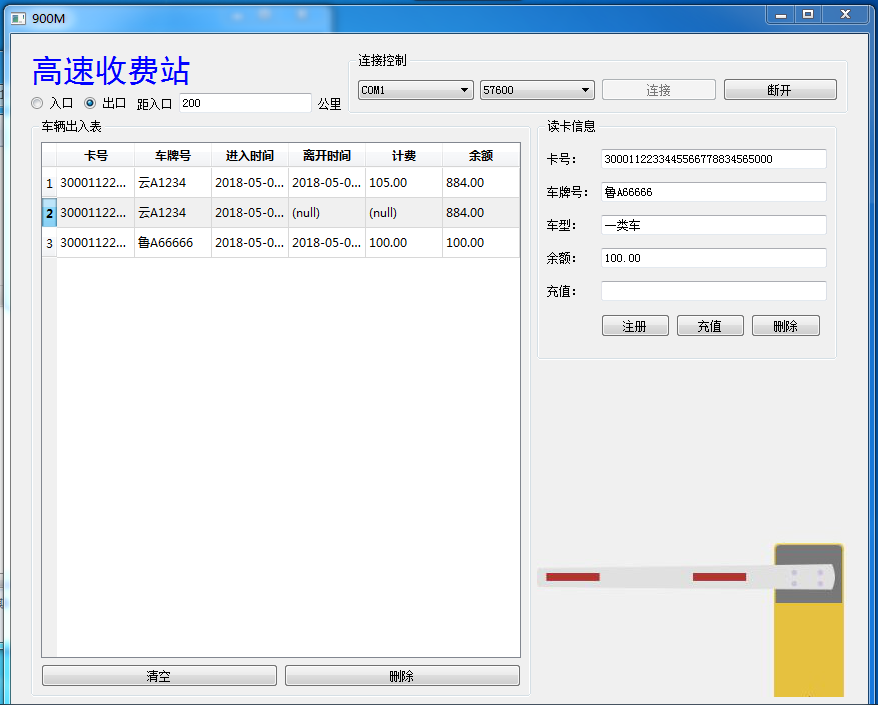 900M
高速收费站
入口 出口 距入口 200 公里
连接控制
COM1 57600 连接 断开
车辆出入表
卡号 车牌号 进入时间 离开时间 计费 余额
1 30001122... 云A1234 2018-05-0... 2018-05-0... 105.00 884.00
2 30001122... 云A1234 2018-05-0... (null) (null) 884.00
3 30001122... 鲁A66666 2018-05-0... 2018-05-0... 100.00 100.00
清空 删除
读卡信息
卡号: 3000112233445566778834565000
车牌号: 鲁A66666
车型: 一类车
余额: 100.00
充值:
注册 充值 删除